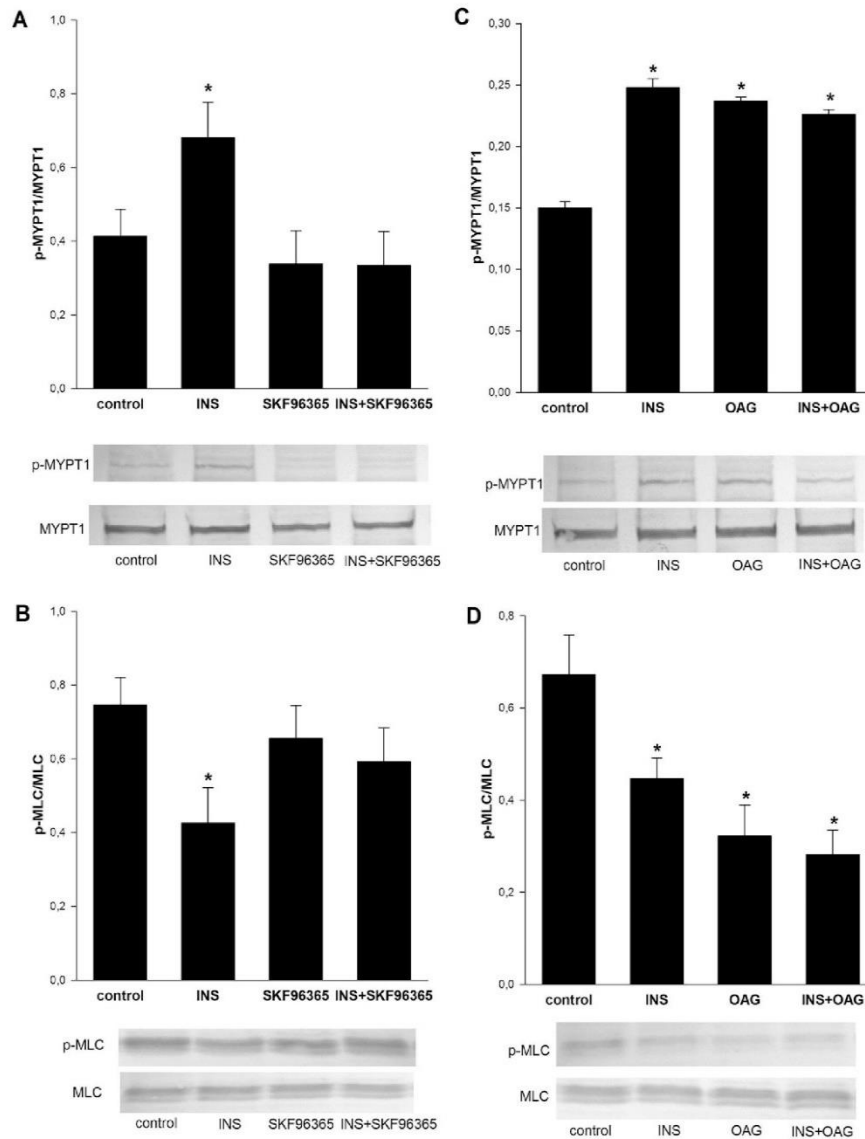 A
p-MYPT1/MYPT1
1,0
0,8
0,6
0,4
0,2
0,0
*
control INS SKF96365 INS+SKF96365
p-MYPT1
MYPT1
control INS SKF96365 INS+SKF96365
C
p-MYPT1/MYPT1
0,30
0,25
0,20
0,15
0,10
0,05
0,00
* * *
control INS OAG INS+OAG
p-MYPT1
MYPT1
control INS OAG INS+OAG
B
p-MLC/MLC
1,0
0,8
0,6
0,4
0,2
0,0
*
control INS SKF96365 INS+SKF96365
p-MLC
MLC
control INS SKF96365 INS+SKF96365
D
p-MLC/MLC
0,8
0,6
0,4
0,2
0,0
* * *
control INS OAG INS+OAG
p-MLC
MLC
control INS OAG INS+OAG